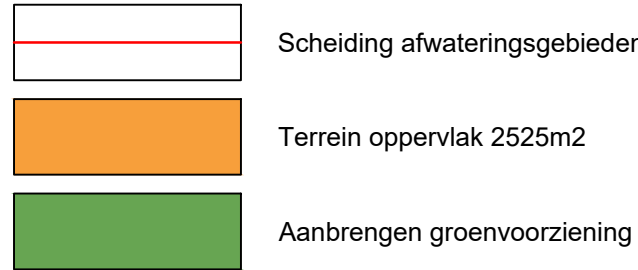 Scheiding afwateringsgebieden
Terrein oppervlak 2525m2
Aanbrengen groenvoorziening